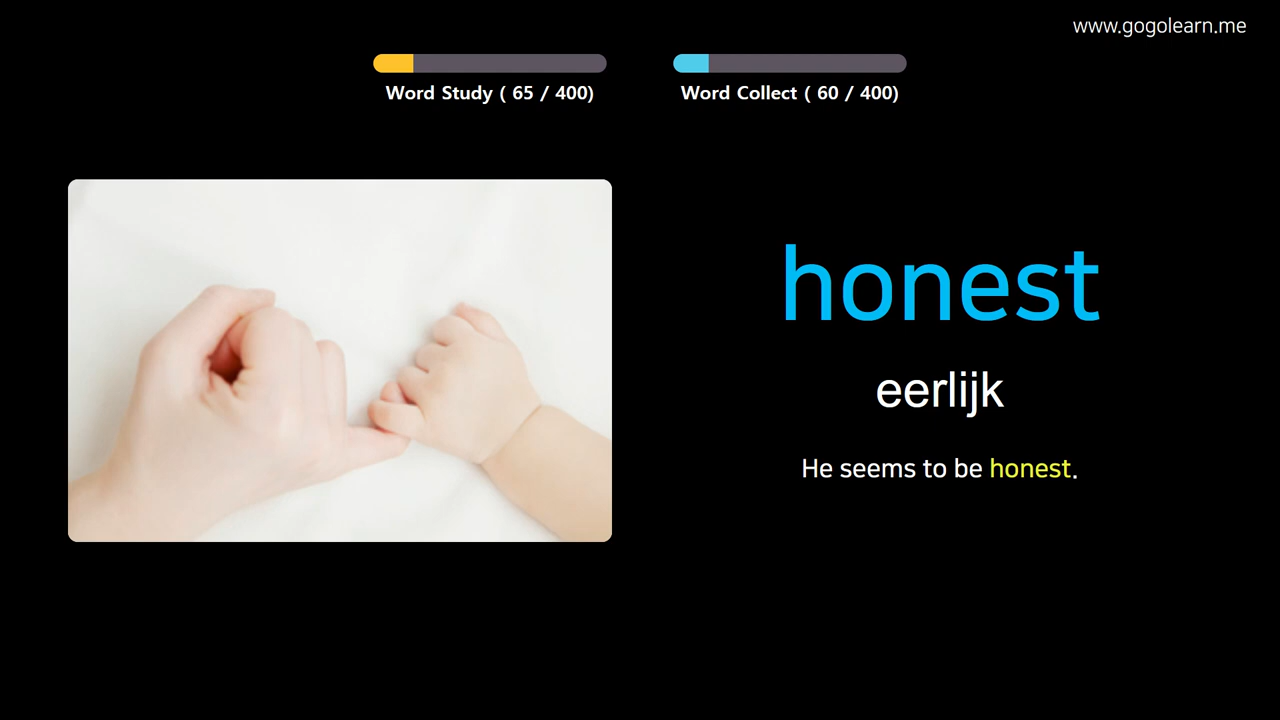 www.gogolearn.me
Word Study ( 65 / 400)
Word Collect ( 60 / 400)
honest
eerlijk
He seems to be honest.